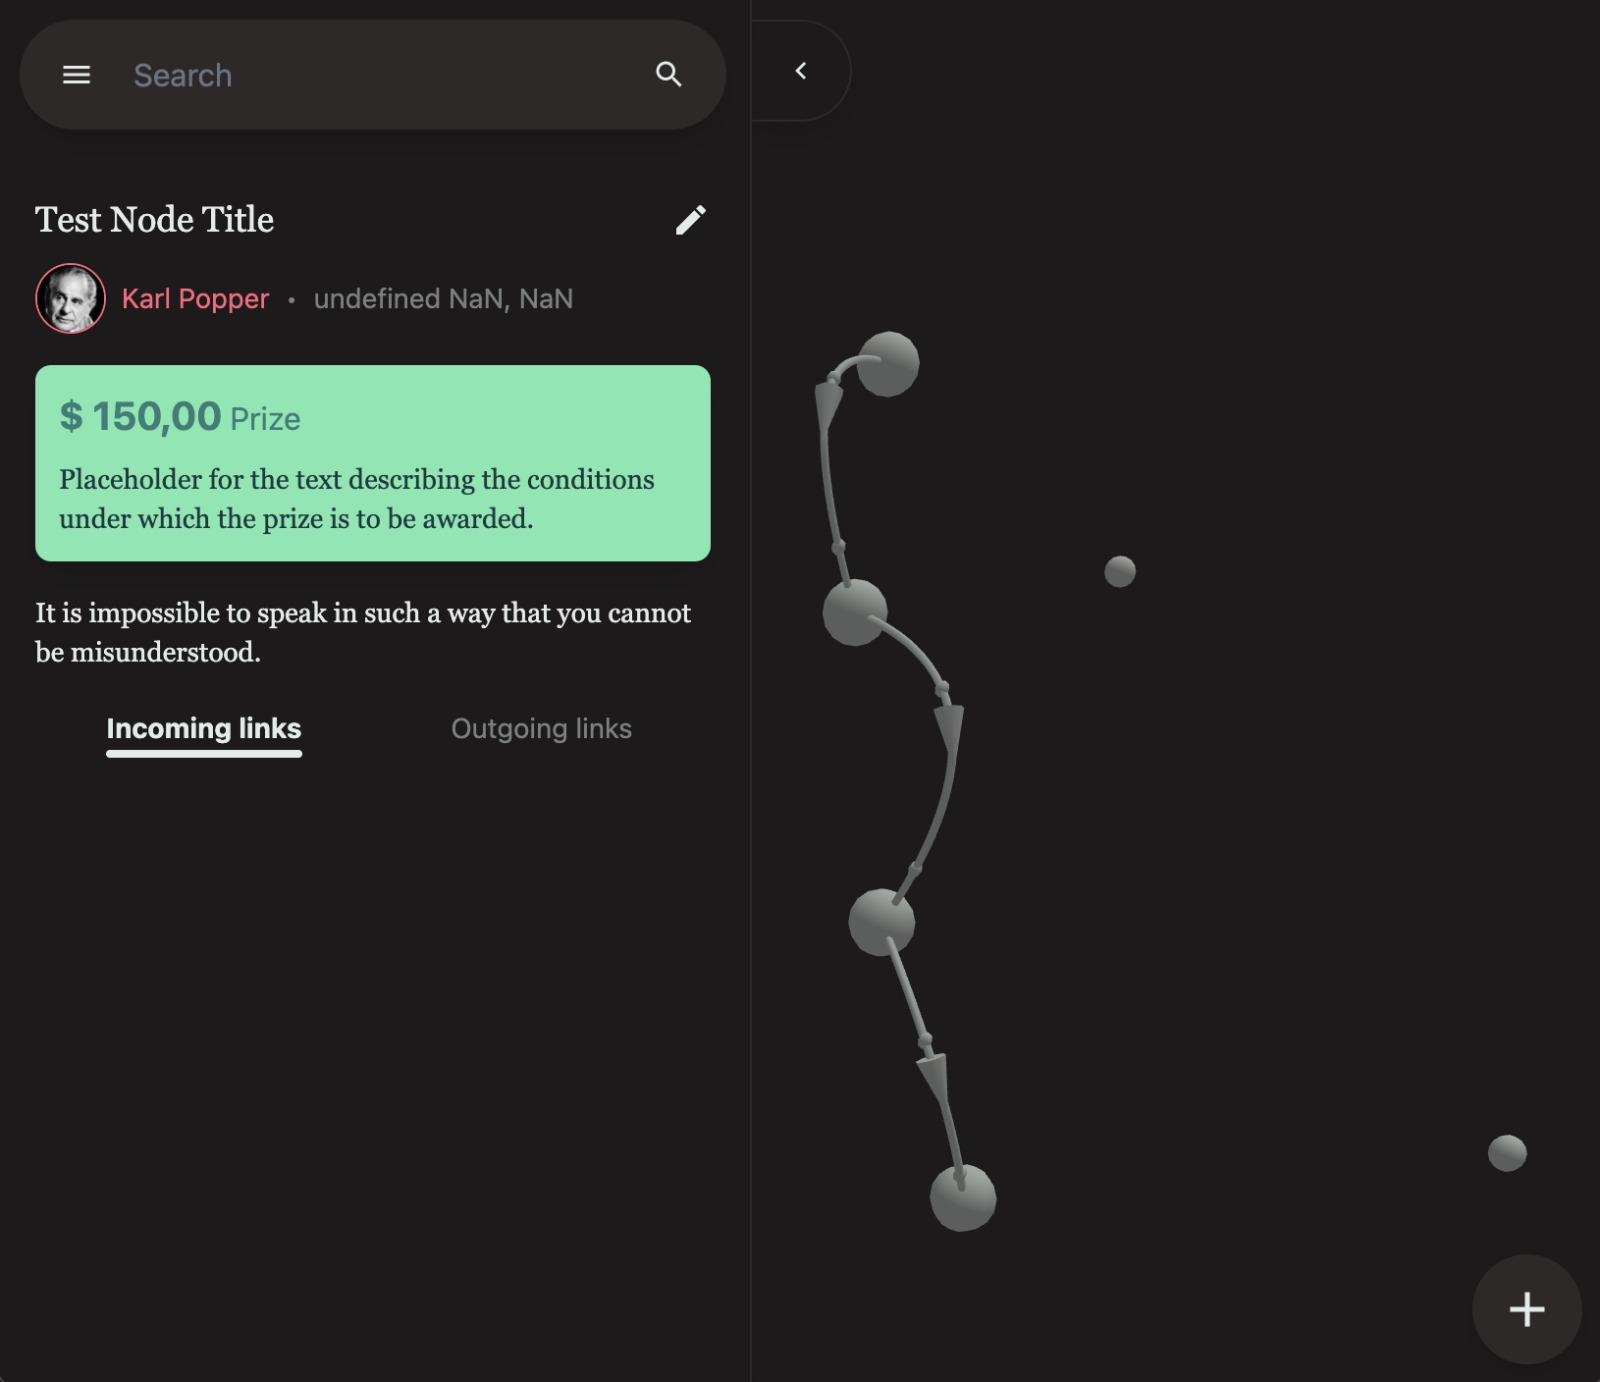 Search
Test Node Title
Karl Popper • undefined NaN, NaN
$ 150,00 Prize
Placeholder for the text describing the conditions
under which the prize is to be awarded.
It is impossible to speak in such a way that you cannot
be misunderstood.
Incoming links
Outgoing links